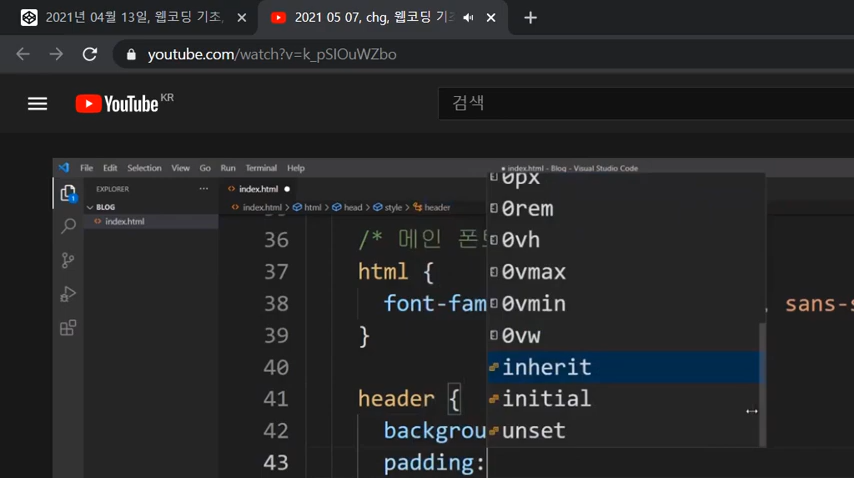 2021년 04월 13일, 웹코딩 기초,
2021 05 07, chg, 웹코딩 기초
youtube.com/watch?v=k_pSIOuWZbo
YouTube KR
검색
File Edit Selection View Go Run Terminal Help
● index.html - Blog - Visual Studio Code
EXPLORER ···
index.html ●
BLOG
index.html > html > head > style > header
index.html
0px
36 /* 메인 폰트
0rem
0vh
37 html {
0vmax
38 font-fam , sans-s
0vmin
39 }
0vw
40
inherit
41 header {
initial
42 backgrou
unset
43 padding: